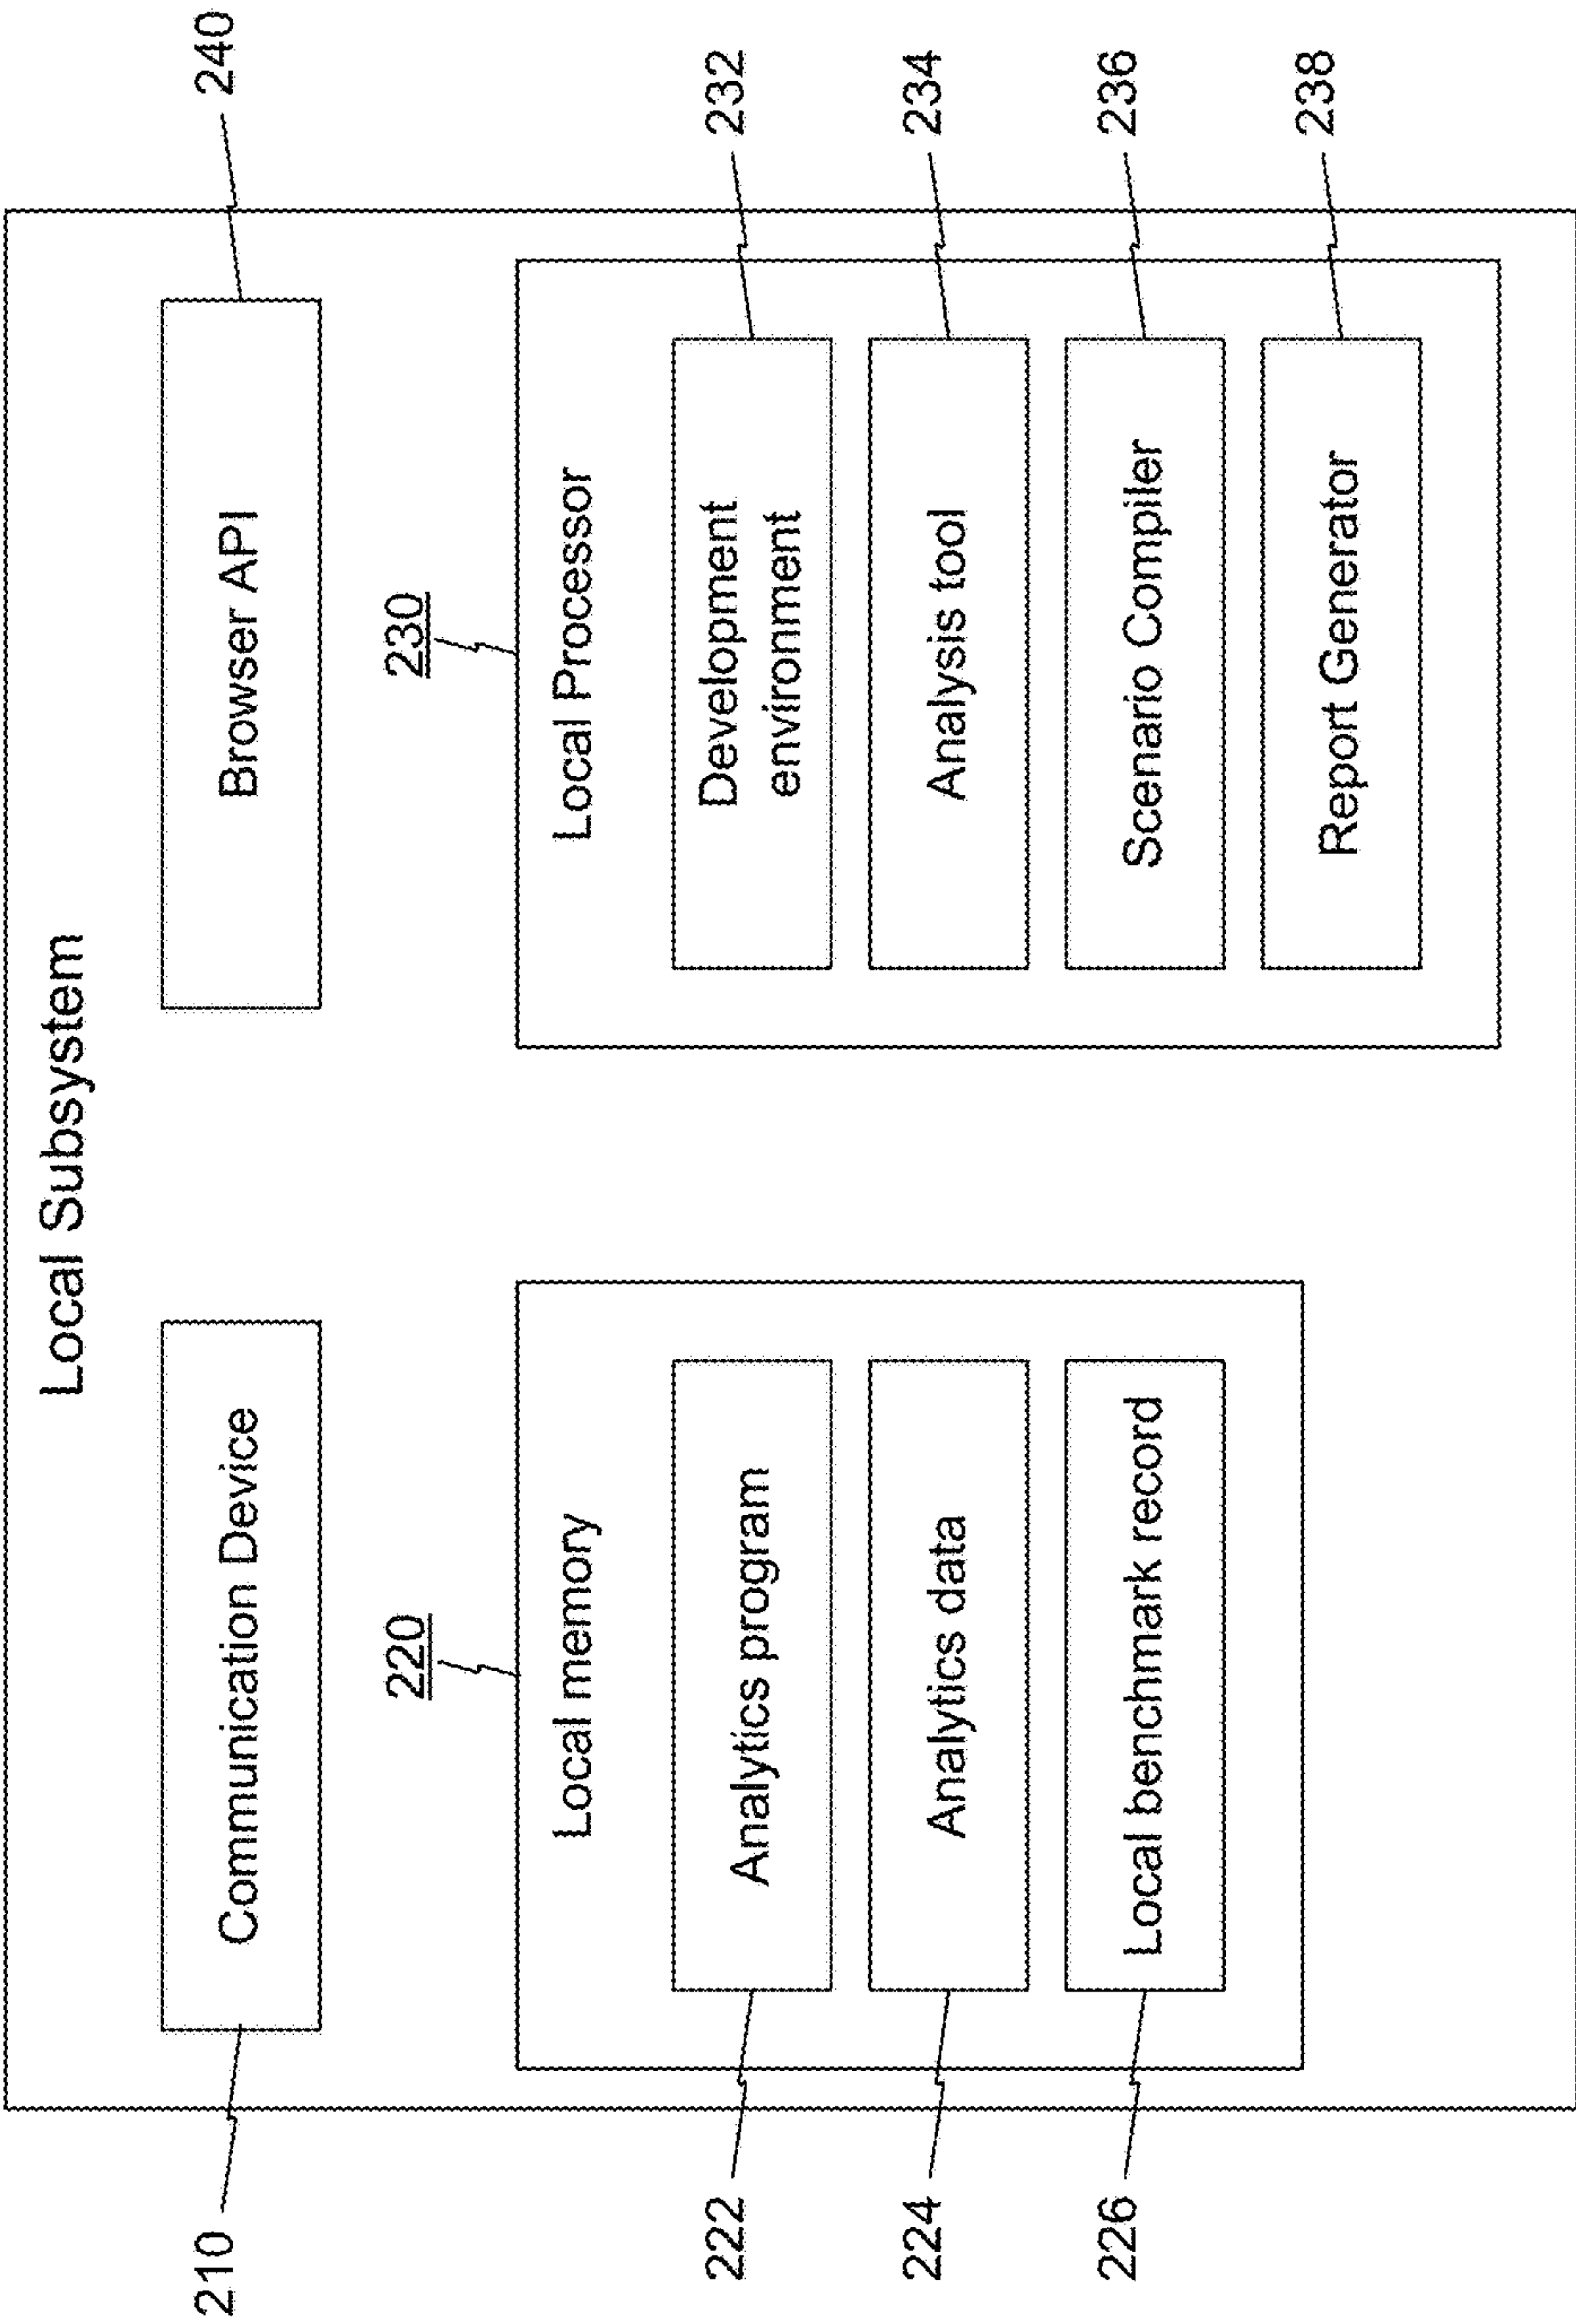 Local Subsystem
210
Communication Device
Browser API
240
220
Local memory
222
Analytics program
224
Analytics data
226
Local benchmark record
230
Local Processor
Development
environment
232
Analysis tool
234
Scenario Compiler
236
Report Generator
238